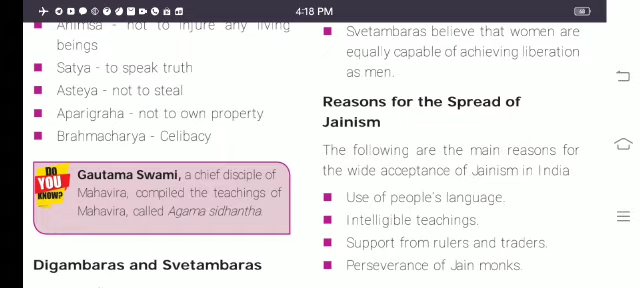 4:18 PM
Ahimsa - not to injure any living
beings
Satya - to speak truth
Asteya - not to steal
Aparigraha - not to own property
Brahmacharya - Celibacy
DO
YOU
KNOW?
Gautama Swami, a chief disciple of
Mahavira, compiled the teachings of
Mahavira, called Agama sidhantha.
Digambaras and Svetambaras
Svetambaras believe that women are
equally capable of achieving liberation
as men.
Reasons for the Spread of
Jainism
The following are the main reasons for
the wide acceptance of Jainism in India
Use of people's language.
Intelligible teachings.
Support from rulers and traders.
Perseverance of Jain monks.